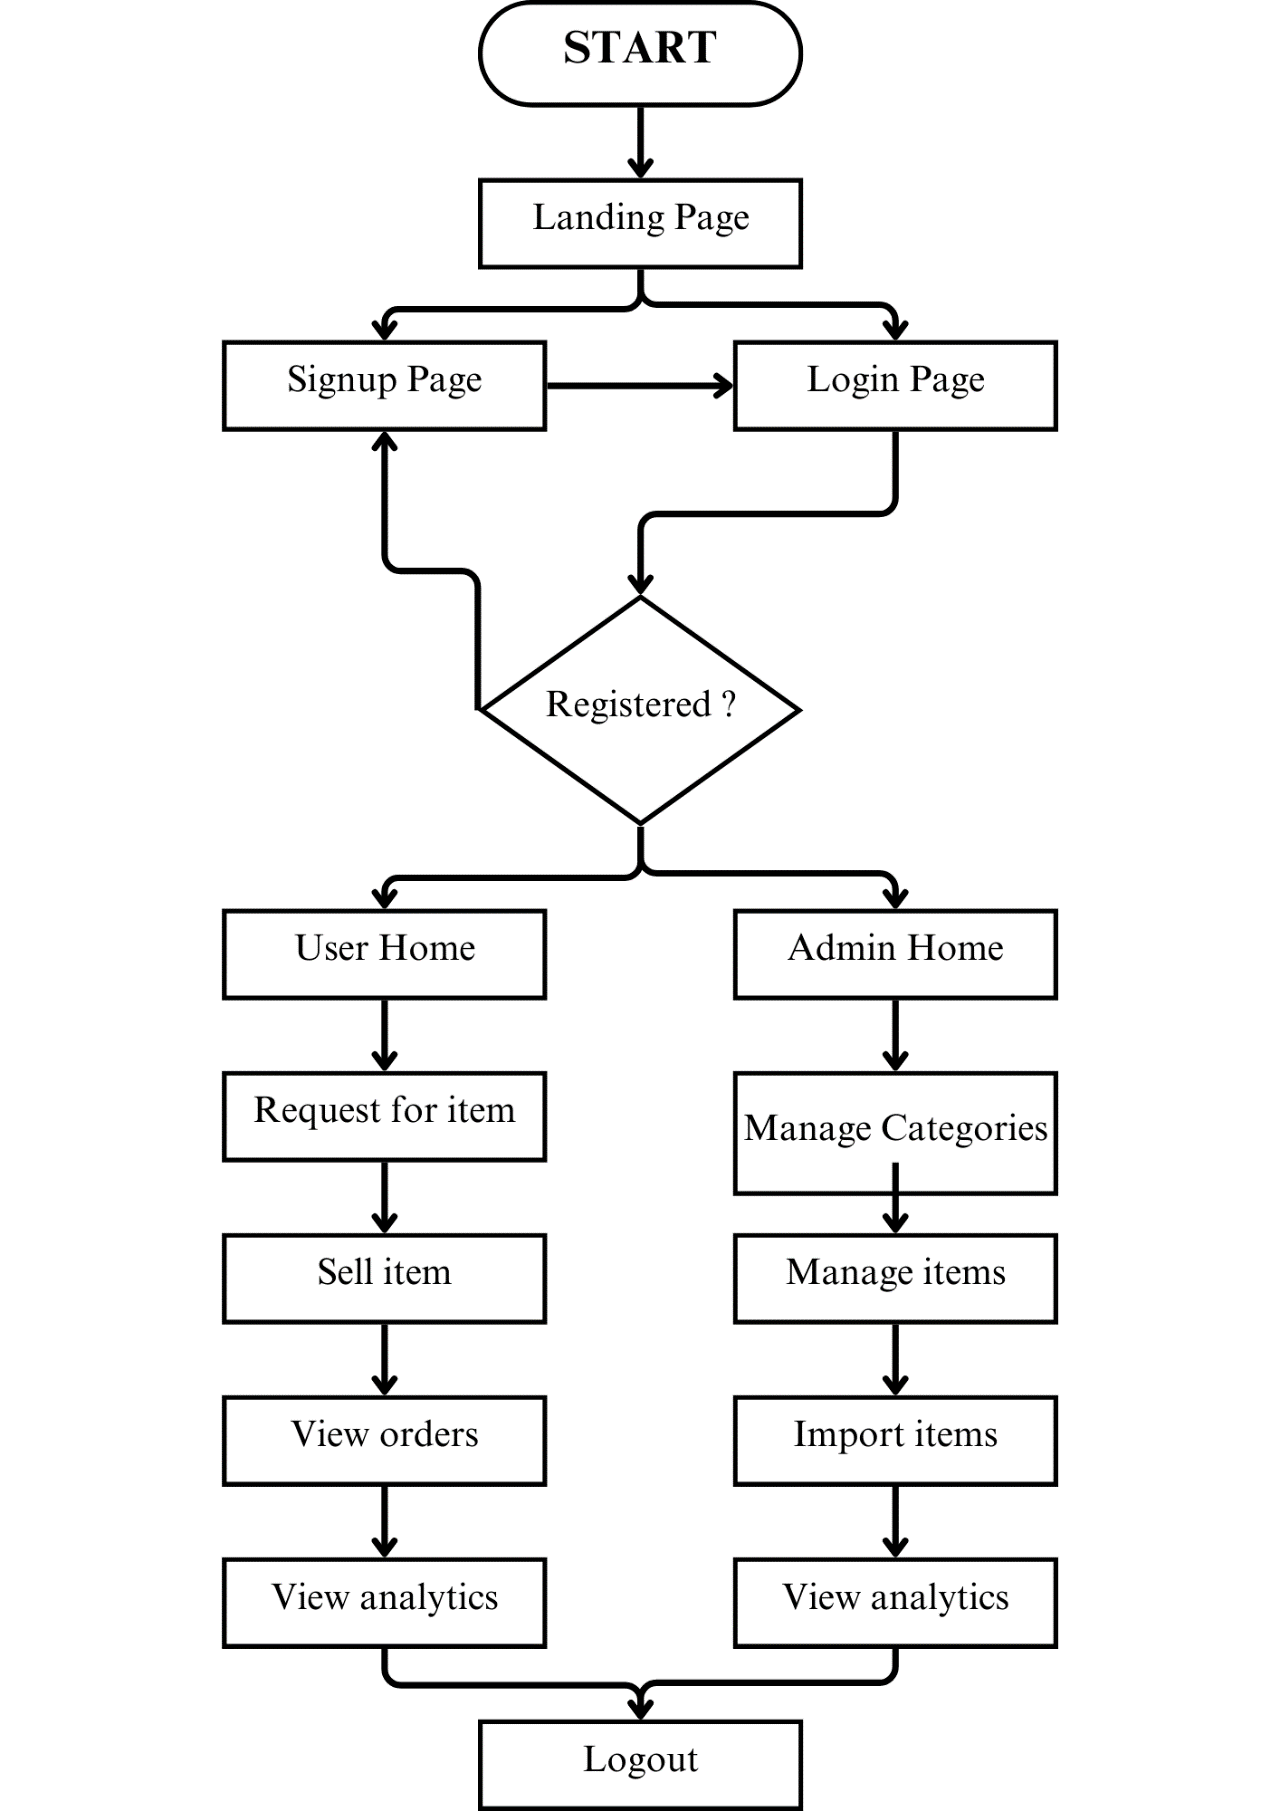 START
Landing Page
Signup Page
Login Page
Registered ?
User Home
Admin Home
Request for item
Manage Categories
Sell item
Manage items
View orders
Import items
View analytics
View analytics
Logout